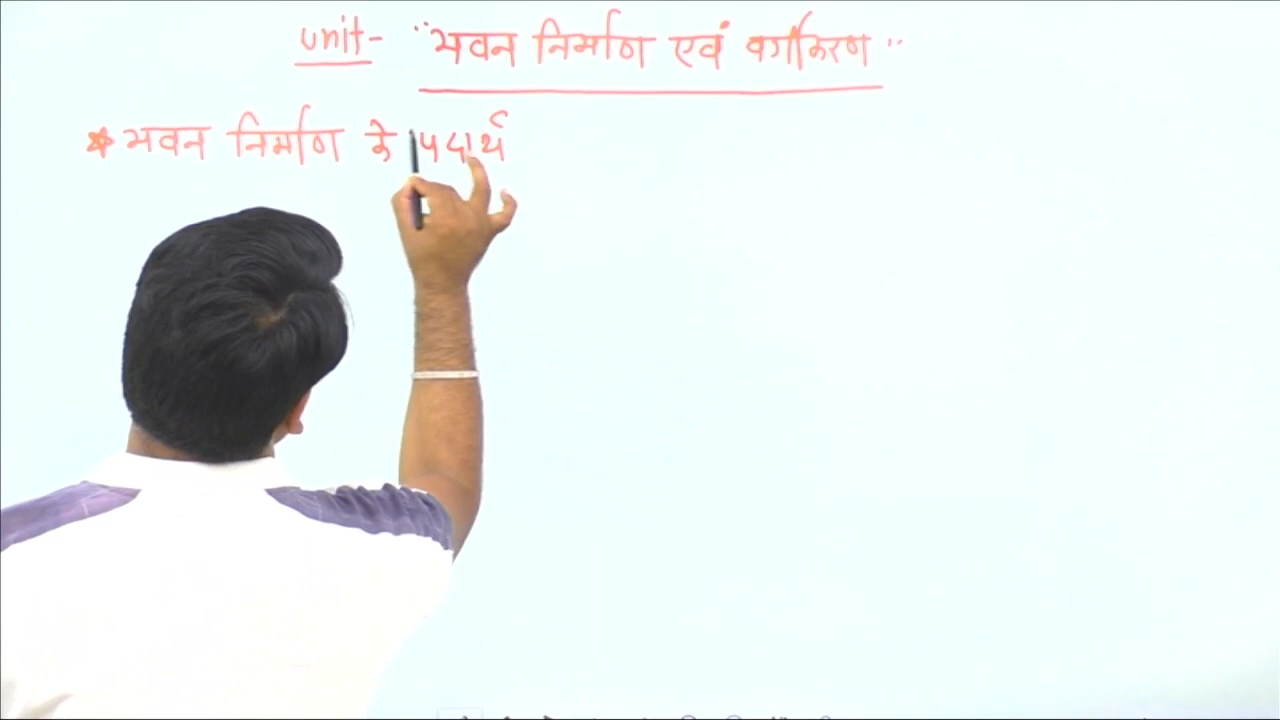 unit- "भवन निर्माण एवं वर्गीकरण"
* भवन निर्माण के पदार्थ